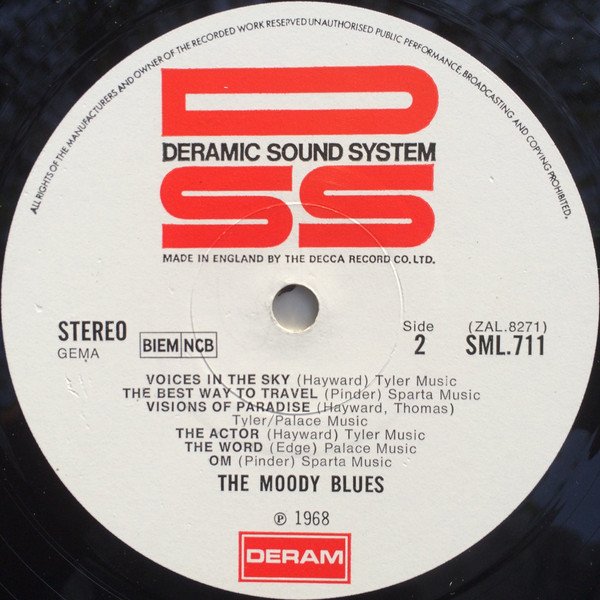 ALL RIGHTS OF THE MANUFACTURERS AND OWNER OF THE RECORDED WORK RESERVED UNAUTHORISED PUBLIC PERFORMANCE, BROADCASTING AND COPYING PROHIBITED.
D
DERAMIC SOUND SYSTEM
SS
MADE IN ENGLAND BY THE DECCA RECORD CO. LTD.
STEREO BIEM NCB Side (ZAL.8271)
GEMA 2 SML.711
VOICES IN THE SKY (Hayward) Tyler Music
THE BEST WAY TO TRAVEL (Pinder) Sparta Music
VISIONS OF PARADISE (Hayward, Thomas)
Tyler/Palace Music
THE ACTOR (Hayward) Tyler Music
THE WORD (Edge) Palace Music
OM (Pinder) Sparta Music
THE MOODY BLUES
℗ 1968
DERAM